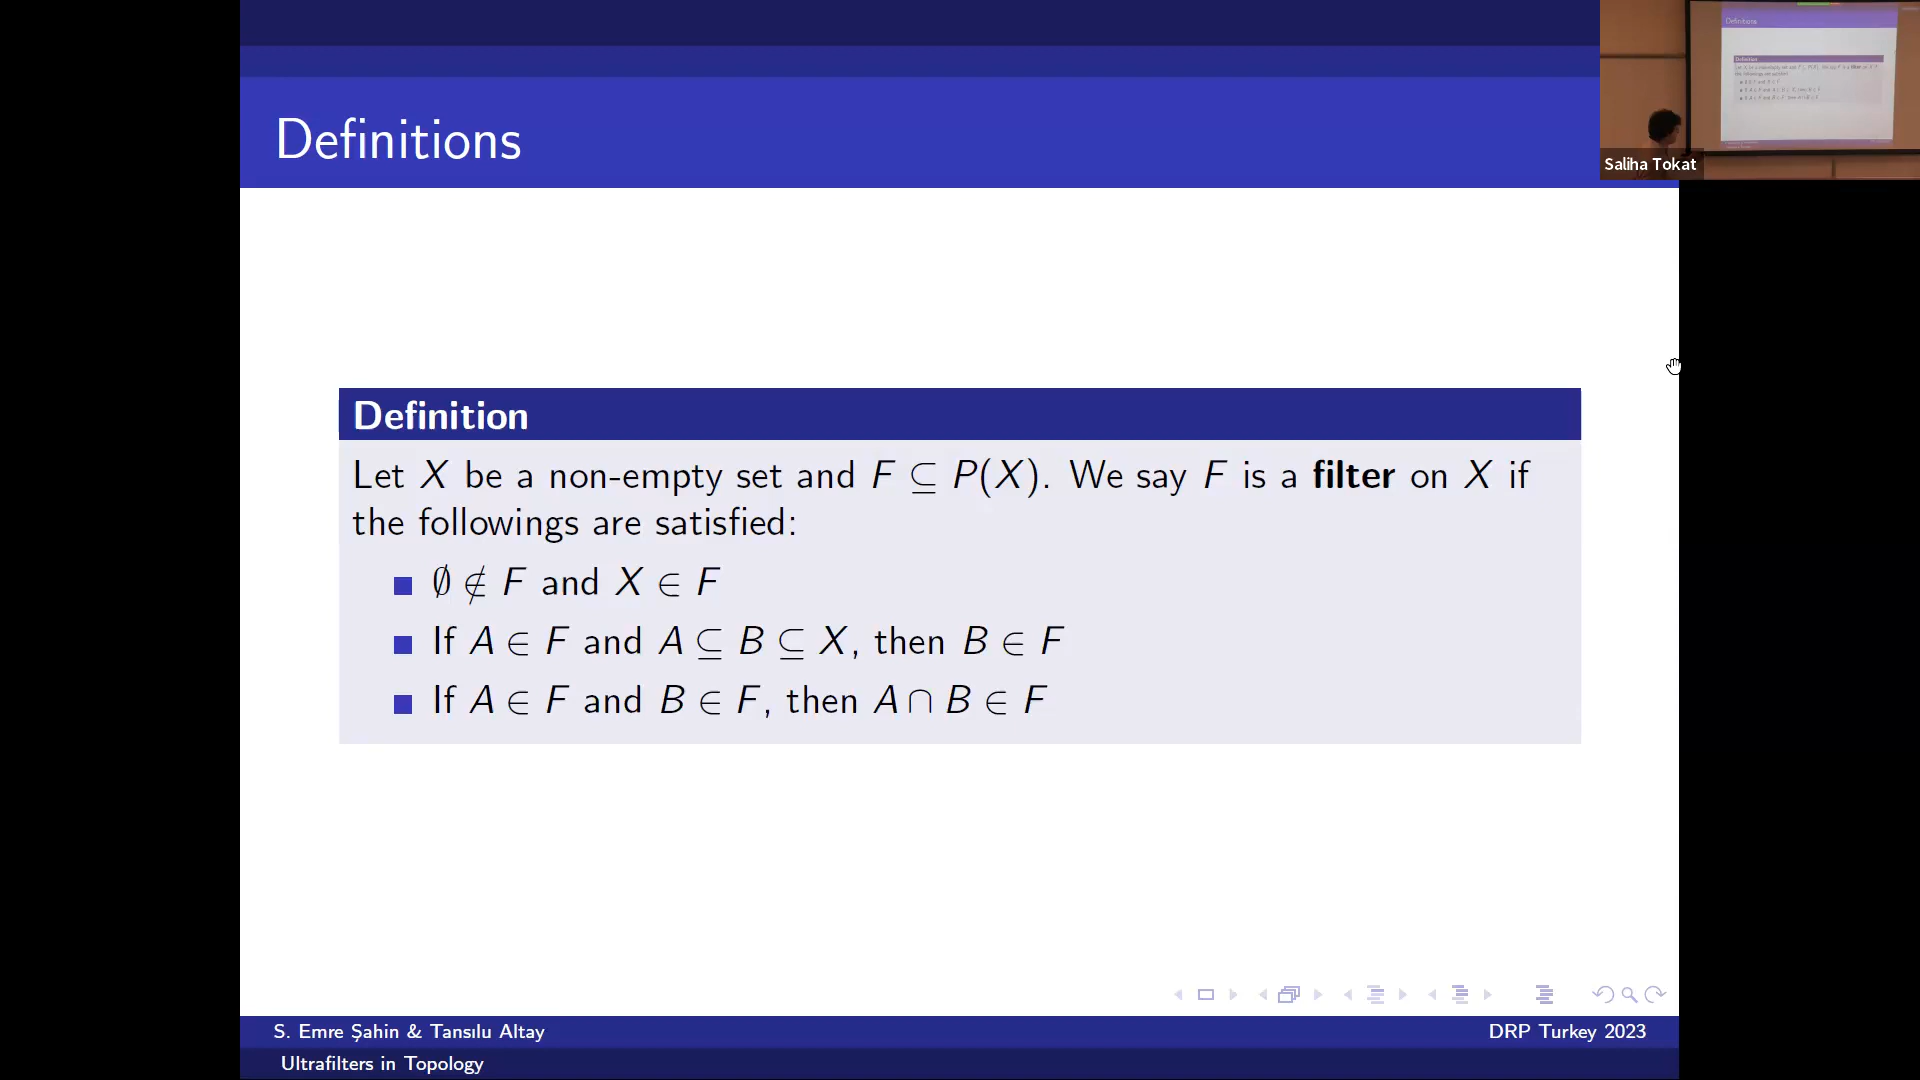 Definitions
Saliha Tokat
Definition
Let X be a non-empty set and F ⊆ P(X). We say F is a filter on X if
the followings are satisfied:
∅ ∉ F and X ∈ F
If A ∈ F and A ⊆ B ⊆ X, then B ∈ F
If A ∈ F and B ∈ F, then A ∩ B ∈ F
S. Emre Şahin & Tansılu Altay
DRP Turkey 2023
Ultrafilters in Topology